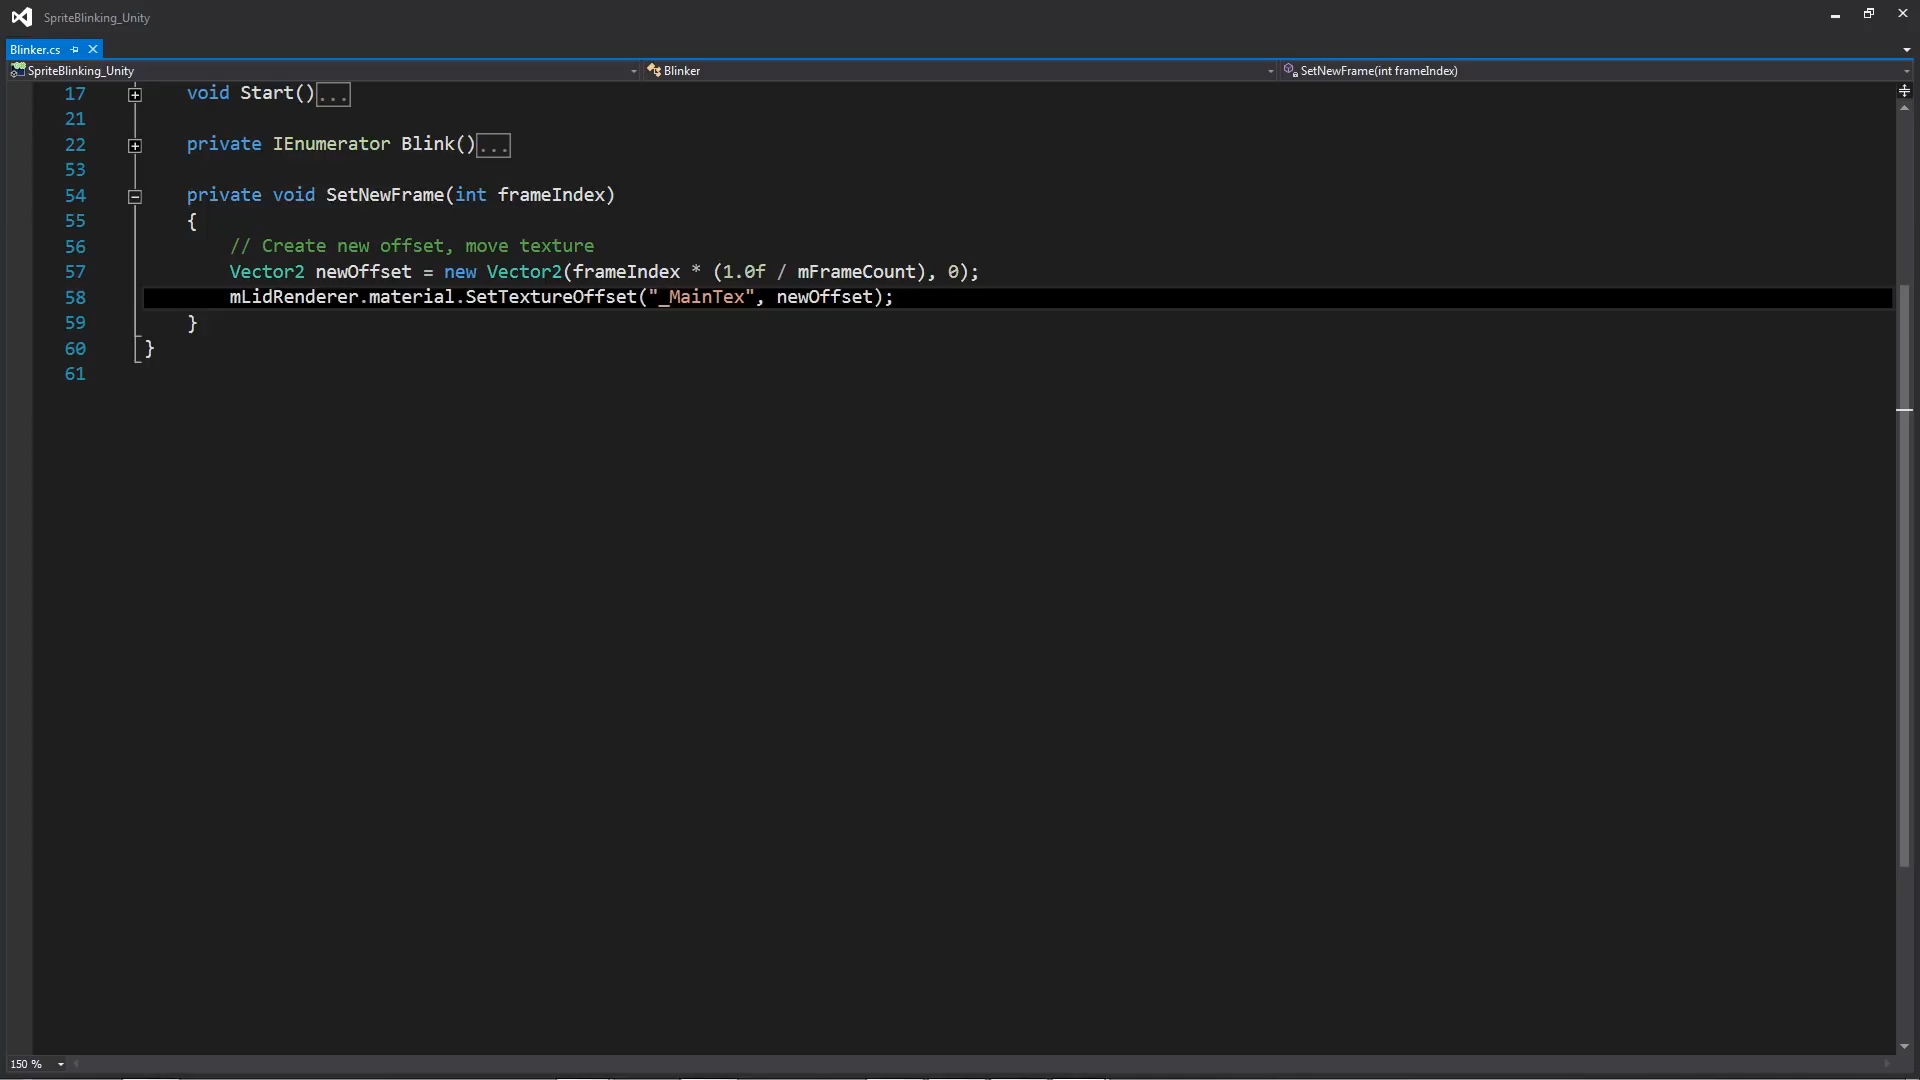 SpriteBlinking_Unity
Blinker.cs
SpriteBlinking_Unity Blinker SetNewFrame(int frameIndex)
17 void Start()...
21
22 private IEnumerator Blink()...
53
54 private void SetNewFrame(int frameIndex)
55 {
56 // Create new offset, move texture
57 Vector2 newOffset = new Vector2(frameIndex * (1.0f / mFrameCount), 0);
58 mLidRenderer.material.SetTextureOffset("_MainTex", newOffset);
59 }
60 }
61
150 %